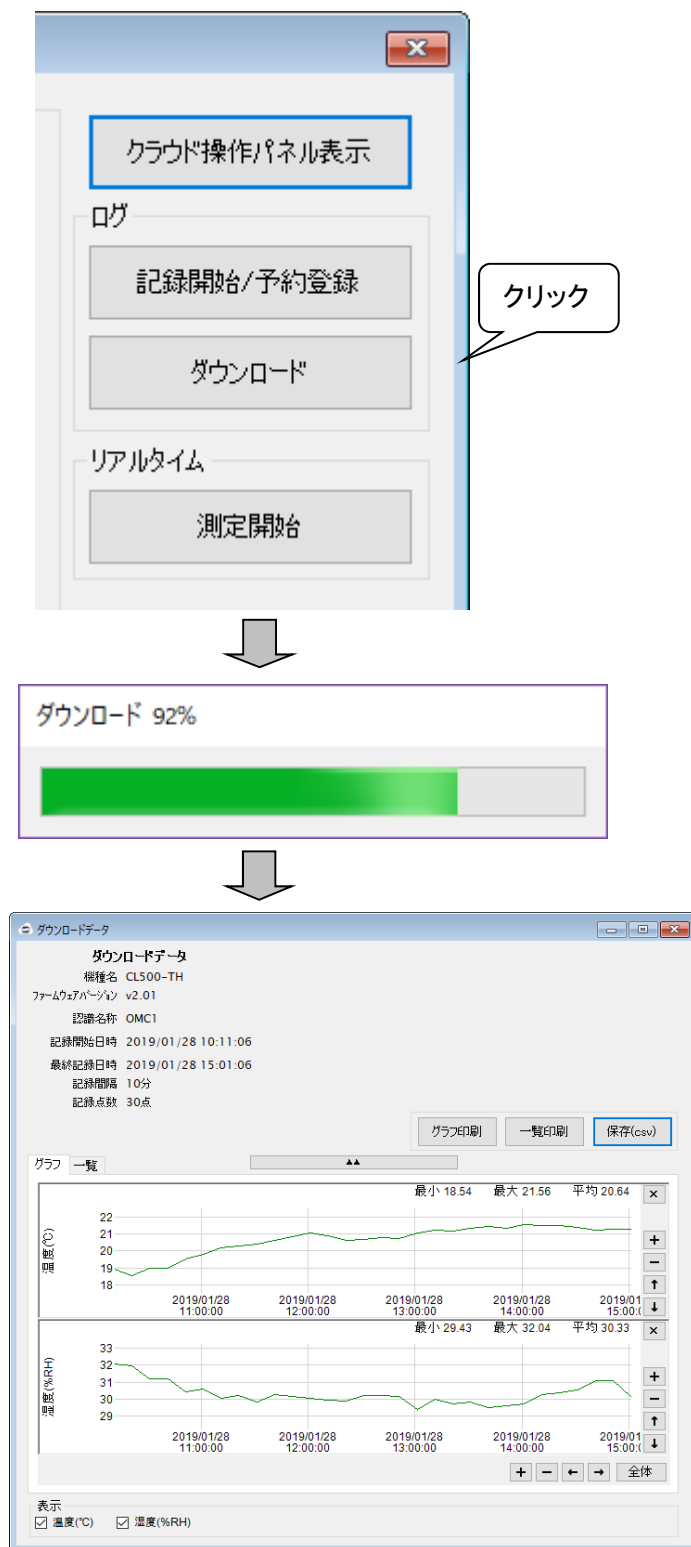 クラウド操作パネル表示
ログ
記録開始/予約登録
クリック
ダウンロード
リアルタイム
測定開始
ダウンロード 92%
ダウンロードデータ
ダウンロードデータ
機種名 CL500-TH
ファームウェアバージョン v2.01
認識名称 OMC1
記録開始日時 2019/01/28 10:11:06
最終記録日時 2019/01/28 15:01:06
記録間隔 10分
記録点数 30点
グラフ印刷 一覧印刷 保存(csv)
グラフ 一覧 ▲▲
最小 18.54 最大 21.56 平均 20.64 ×
温度(℃)
22
21
20
19
18
+
-
↑
↓
2019/01/28 2019/01/28 2019/01/28 2019/01/28 2019/01
11:00:00 12:00:00 13:00:00 14:00:00 15:00:(
最小 29.43 最大 32.04 平均 30.33 ×
湿度(%RH)
33
32
31
30
29
+
-
↑
↓
2019/01/28 2019/01/28 2019/01/28 2019/01/28 2019/01
11:00:00 12:00:00 13:00:00 14:00:00 15:00:(
+ - ← → 全体
表示
温度(℃) 湿度(%RH)